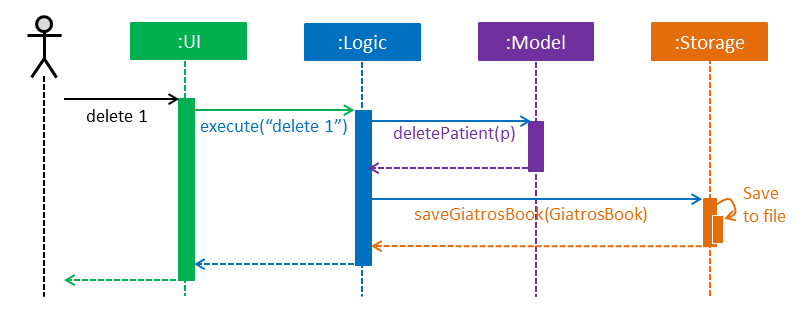 :UI
:Logic
:Model
:Storage
delete 1
execute(“delete 1”)
deletePatient(p)
saveGiatrosBook(GiatrosBook)
Save
to file